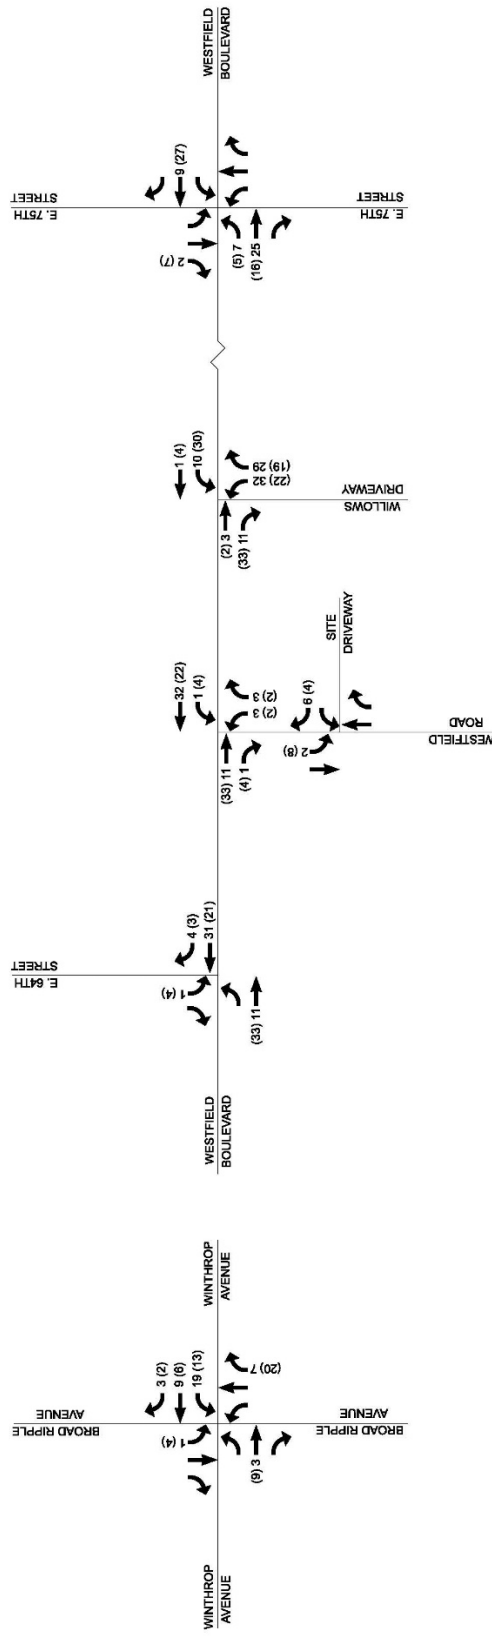 WESTFIELD
BOULEVARD
E. 75TH
STREET
9 (27)
2 (7)
(5) 7
(16) 25
E. 75TH
STREET
1 (4)
10 (30)
(19) 29
(22) 32
(2) 3
(33) 11
WILLOWS
DRIVEWAY
32 (22)
1 (4)
(2) 3
(2) 3
(33) 11
(4) 1
SITE
DRIVEWAY
6 (4)
2 (8)
WESTFIELD
ROAD
E. 64TH
STREET
4 (3)
31 (21)
1 (4)
(33) 11
WESTFIELD
BOULEVARD
WINTHROP
AVENUE
BROAD RIPPLE
AVENUE
3 (2)
9 (6)
19 (13)
1 (4)
(20) 7
(9) 3
BROAD RIPPLE
AVENUE
WINTHROP
AVENUE